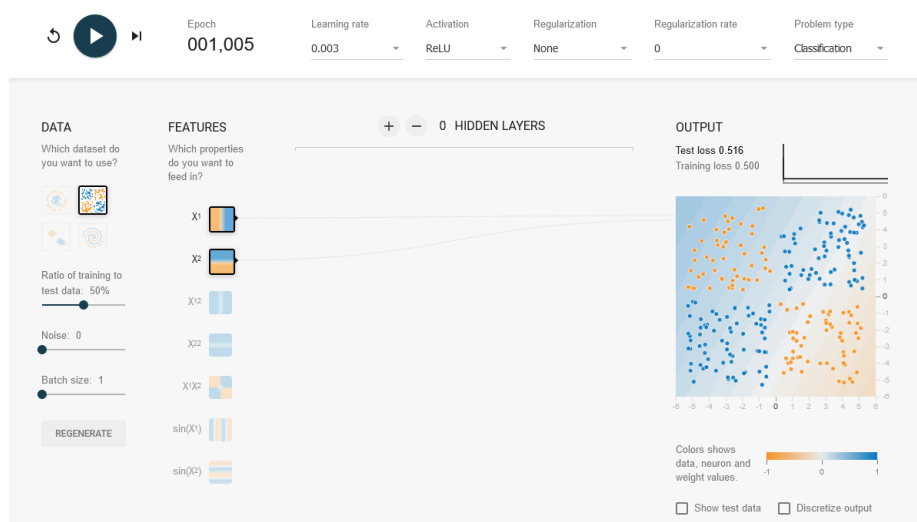 Epoch
001,005
Learning rate
0.003
Activation
ReLU
Regularization
None
Regularization rate
0
Problem type
Classification
DATA
Which dataset do
you want to use?
Ratio of training to
test data: 50%
Noise: 0
Batch size: 1
REGENERATE
FEATURES
Which properties
do you want to
feed in?
X1
X2
X12
X22
X1X2
sin(X1)
sin(X2)
+ − 0 HIDDEN LAYERS
OUTPUT
Test loss 0.516
Training loss 0.500
6
5
4
3
2
1
0
-1
-2
-3
-4
-5
-6
-6 -5 -4 -3 -2 -1 0 1 2 3 4 5 6
Colors shows
data, neuron and
weight values.
-1 0 1
Show test data
Discretize output